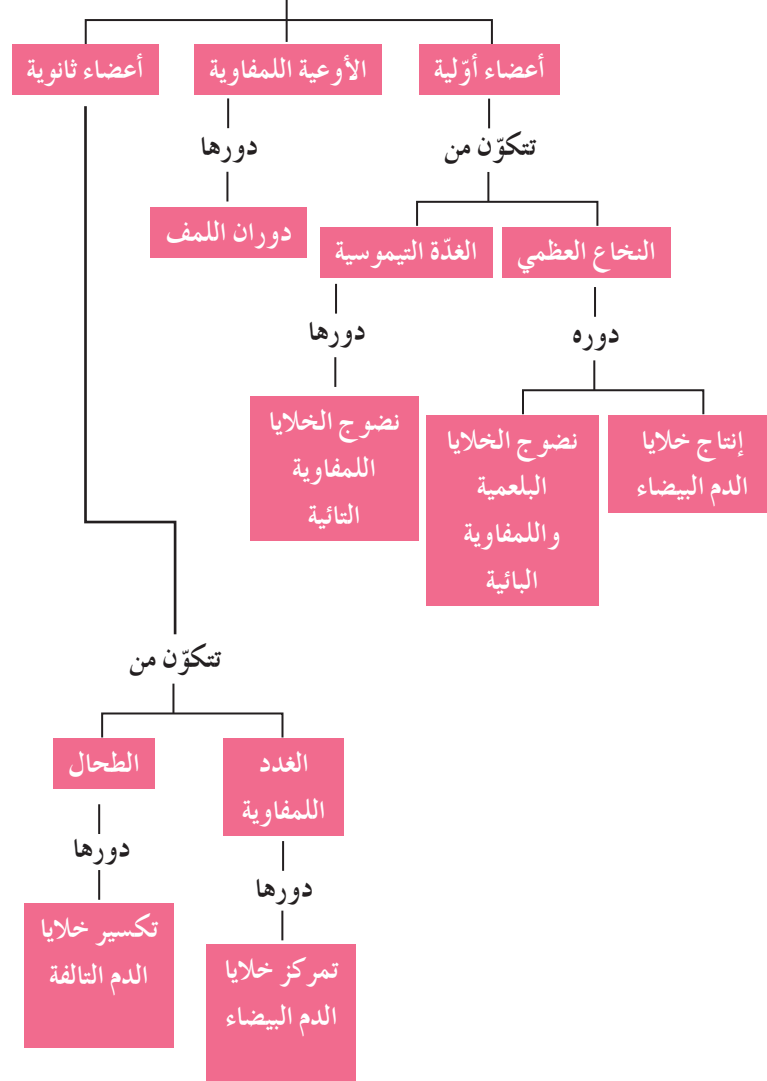 أعضاء أوّلية
الأوعية اللمفاوية
أعضاء ثانوية
تتكوّن من
دورها
النخاع العظمي
الغدّة التيموسية
دوران اللمف
دوره
دورها
إنتاج خلايا
الدم البيضاء
نضوج الخلايا
البلعمية
واللمفاوية
البائية
نضوج الخلايا
اللمفاوية
التائية
تتكوّن من
الغدد
اللمفاوية
الطحال
دورها
دورها
تمركز خلايا
الدم البيضاء
تكسير خلايا
الدم التالفة